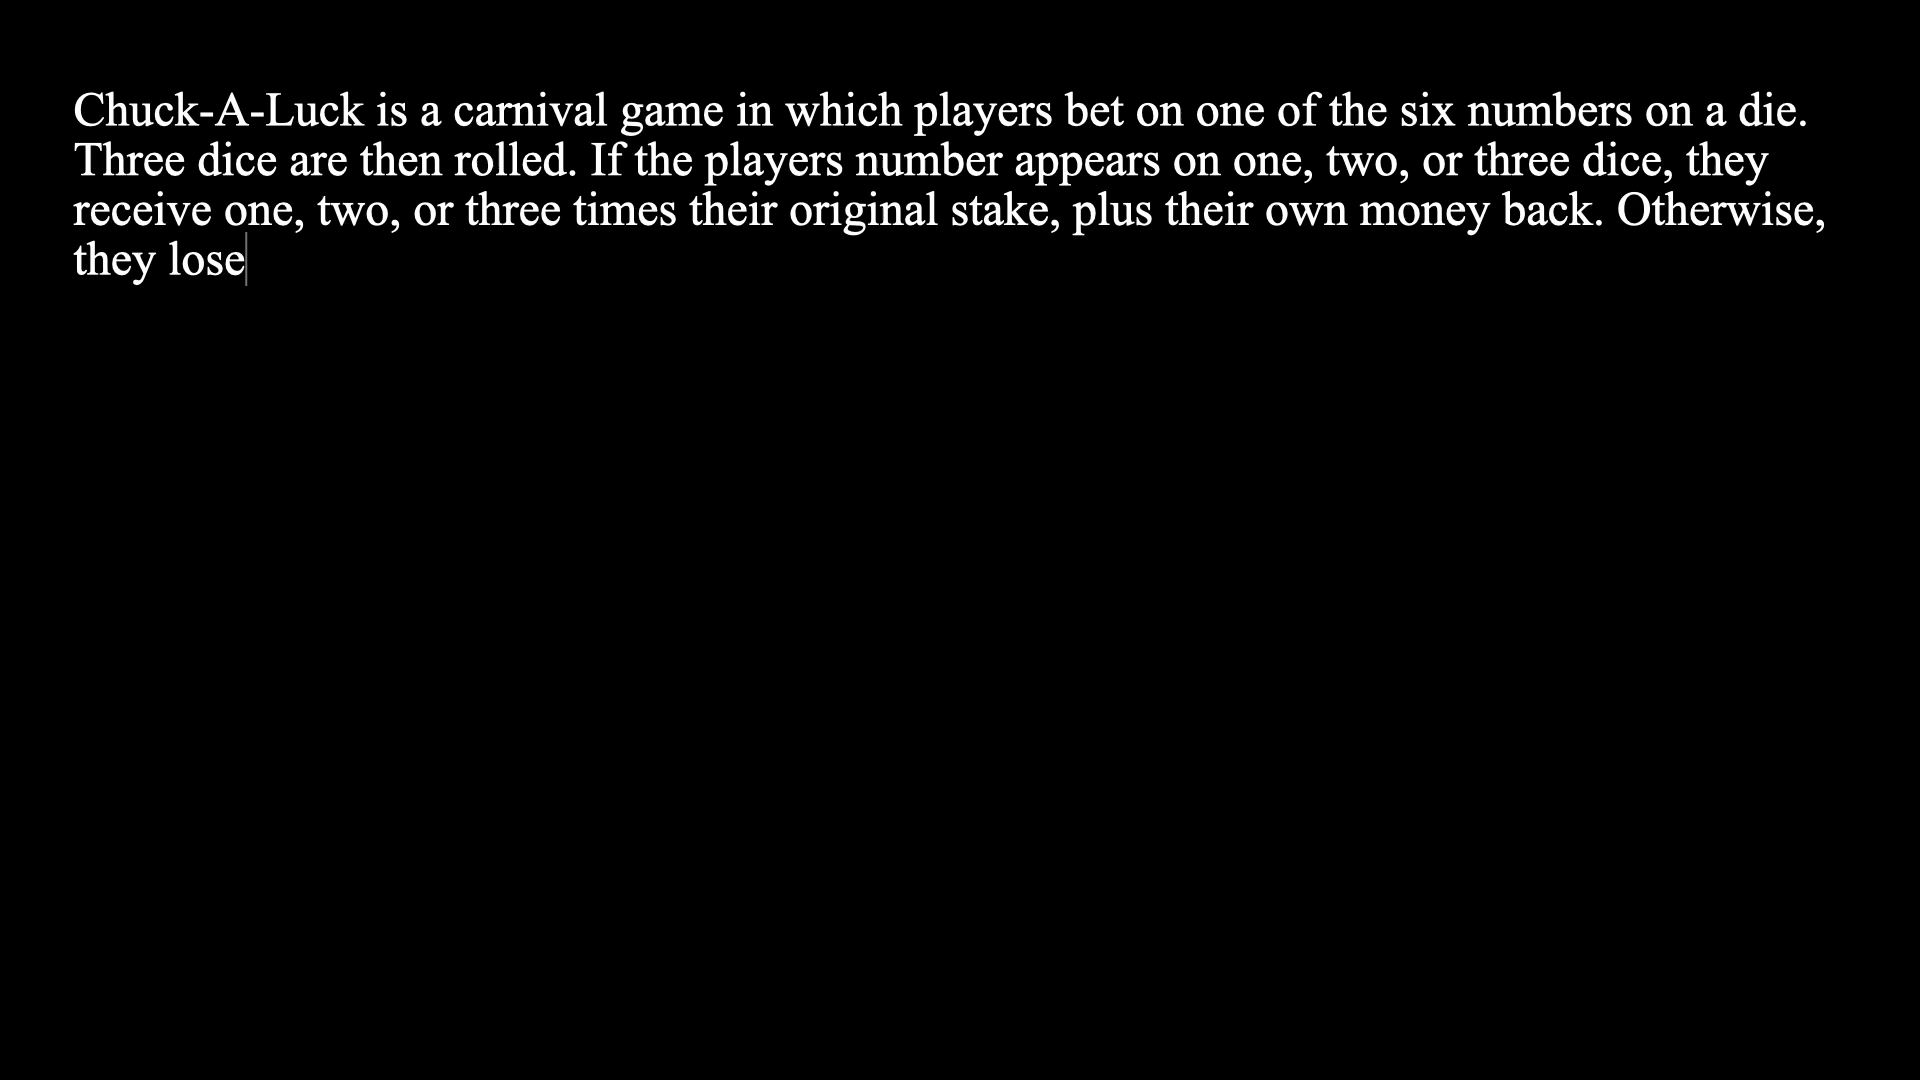 Chuck-A-Luck is a carnival game in which players bet on one of the six numbers on a die.
Three dice are then rolled. If the players number appears on one, two, or three dice, they
receive one, two, or three times their original stake, plus their own money back. Otherwise,
they lose